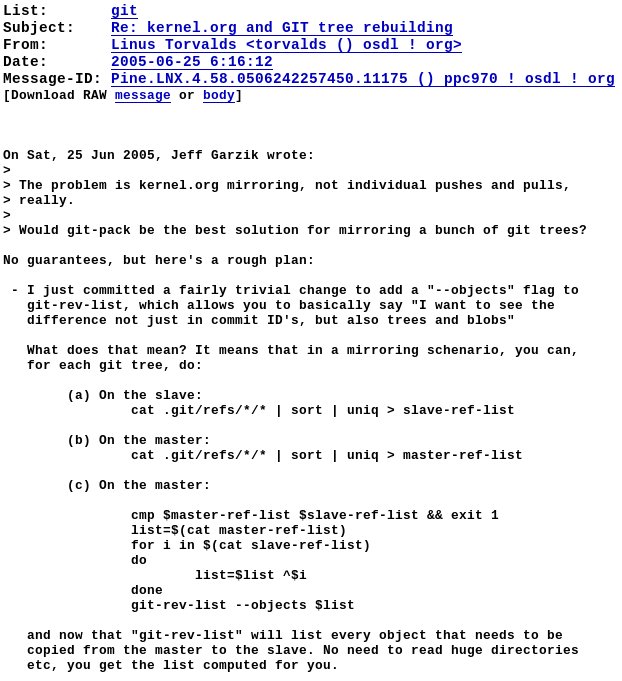 List:       git
Subject:    Re: kernel.org and GIT tree rebuilding
From:       Linus Torvalds <torvalds () osdl ! org>
Date:       2005-06-25 6:16:12
Message-ID: Pine.LNX.4.58.0506242257450.11175 () ppc970 ! osdl ! org
[Download RAW message or body]

On Sat, 25 Jun 2005, Jeff Garzik wrote:
>
> The problem is kernel.org mirroring, not individual pushes and pulls,
> really.
>
> Would git-pack be the best solution for mirroring a bunch of git trees?

No guarantees, but here's a rough plan:

 - I just committed a fairly trivial change to add a "--objects" flag to
   git-rev-list, which allows you to basically say "I want to see the
   difference not just in commit ID's, but also trees and blobs"

   What does that mean? It means that in a mirroring schenario, you can,
   for each git tree, do:

        (a) On the slave:
                cat .git/refs/*/* | sort | uniq > slave-ref-list

        (b) On the master:
                cat .git/refs/*/* | sort | uniq > master-ref-list

        (c) On the master:

                cmp $master-ref-list $slave-ref-list && exit 1
                list=$(cat master-ref-list)
                for i in $(cat slave-ref-list)
                do
                        list=$list ^$i
                done
                git-rev-list --objects $list

   and now that "git-rev-list" will list every object that needs to be
   copied from the master to the slave. No need to read huge directories
   etc, you get the list computed for you.